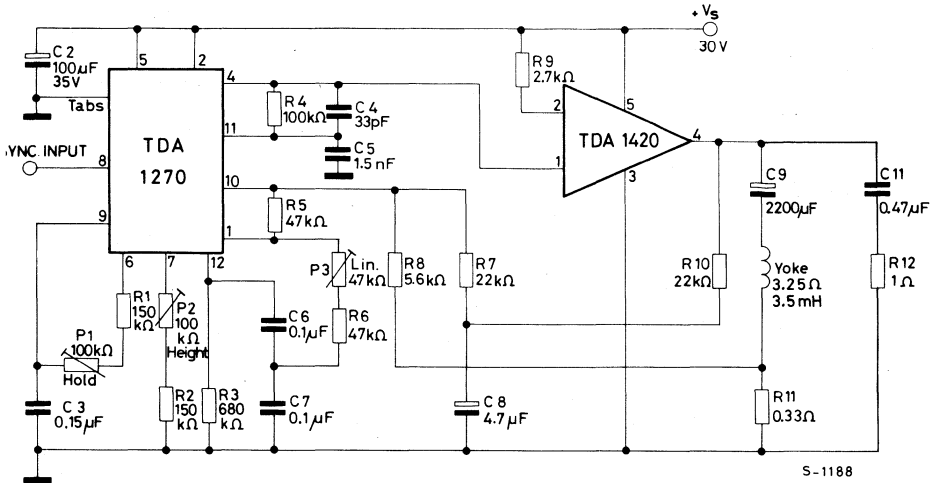 +VS
30V
C2
100µF
35V
5
2
R9
2.7kΩ
Tabs
4
R4
100kΩ
C4
33pF
2
5
TDA 1420
4
TDA
1270
11
C5
1.5nF
1
3
YNC. INPUT
8
9
10
R5
47kΩ
1
C9
2200µF
C11
0.47µF
6
7
12
P3
Lin.
47kΩ
R8
5.6kΩ
R7
22kΩ
R10
22kΩ
Yoke
3.25Ω
3.5mH
R12
1Ω
R1
150
kΩ
P2
100
kΩ
Height
C6
0.1µF
R6
47kΩ
P1
100kΩ
Hold
C3
0.15µF
R2
150
kΩ
R3
680
kΩ
C7
0.1µF
C8
4.7µF
R11
0.33Ω
S-1188